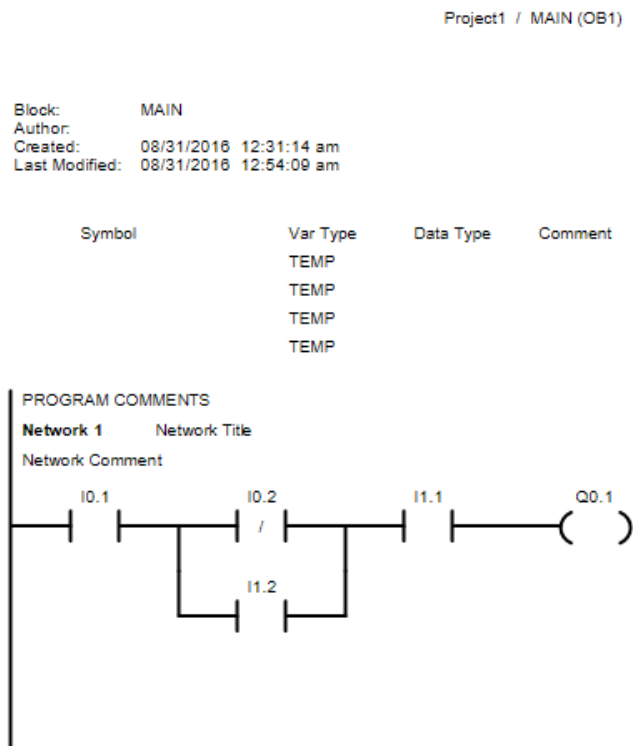 Project1 / MAIN (OB1)
Block: MAIN
Author:
Created: 08/31/2016 12:31:14 am
Last Modified: 08/31/2016 12:54:09 am
Symbol Var Type Data Type Comment
TEMP
TEMP
TEMP
TEMP
PROGRAM COMMENTS
Network 1 Network Title
Network Comment
I0.1 I0.2 I1.1 Q0.1
/
I1.2